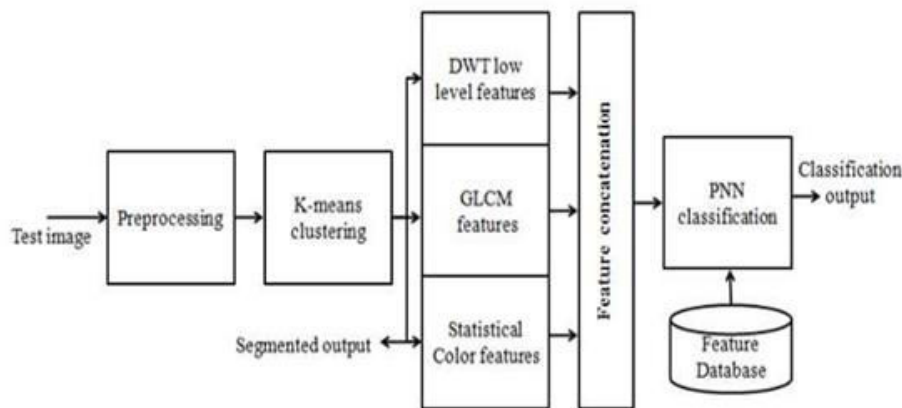 Test image
Preprocessing
K-means
clustering
Segmented output
DWT low
level features
GLCM
features
Statistical
Color features
Feature concatenation
PNN
classification
Classification
output
Feature
Database